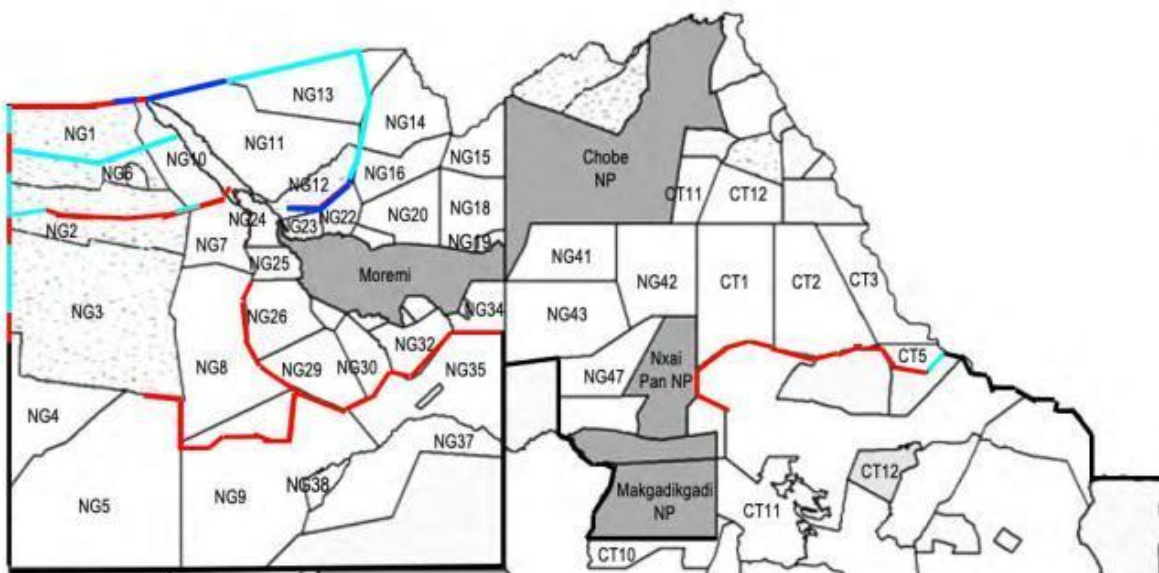 NG13
NG1
NG14
NG11
NG10
NG15
Chobe
NP
NG6
NG16
NG12
CT11
CT12
NG24
NG23
NG22
NG20
NG18
NG2
NG7
NG19
NG41
NG25
Moremi
NG42
CT1
CT2
CT3
NG3
NG26
NG34
NG43
NG32
CT5
NG8
NG29
NG30
NG35
NG47
Nxai
Pan NP
NG4
NG37
NG38
CT12
NG5
NG9
Makgadikgadi
NP
CT11
CT10